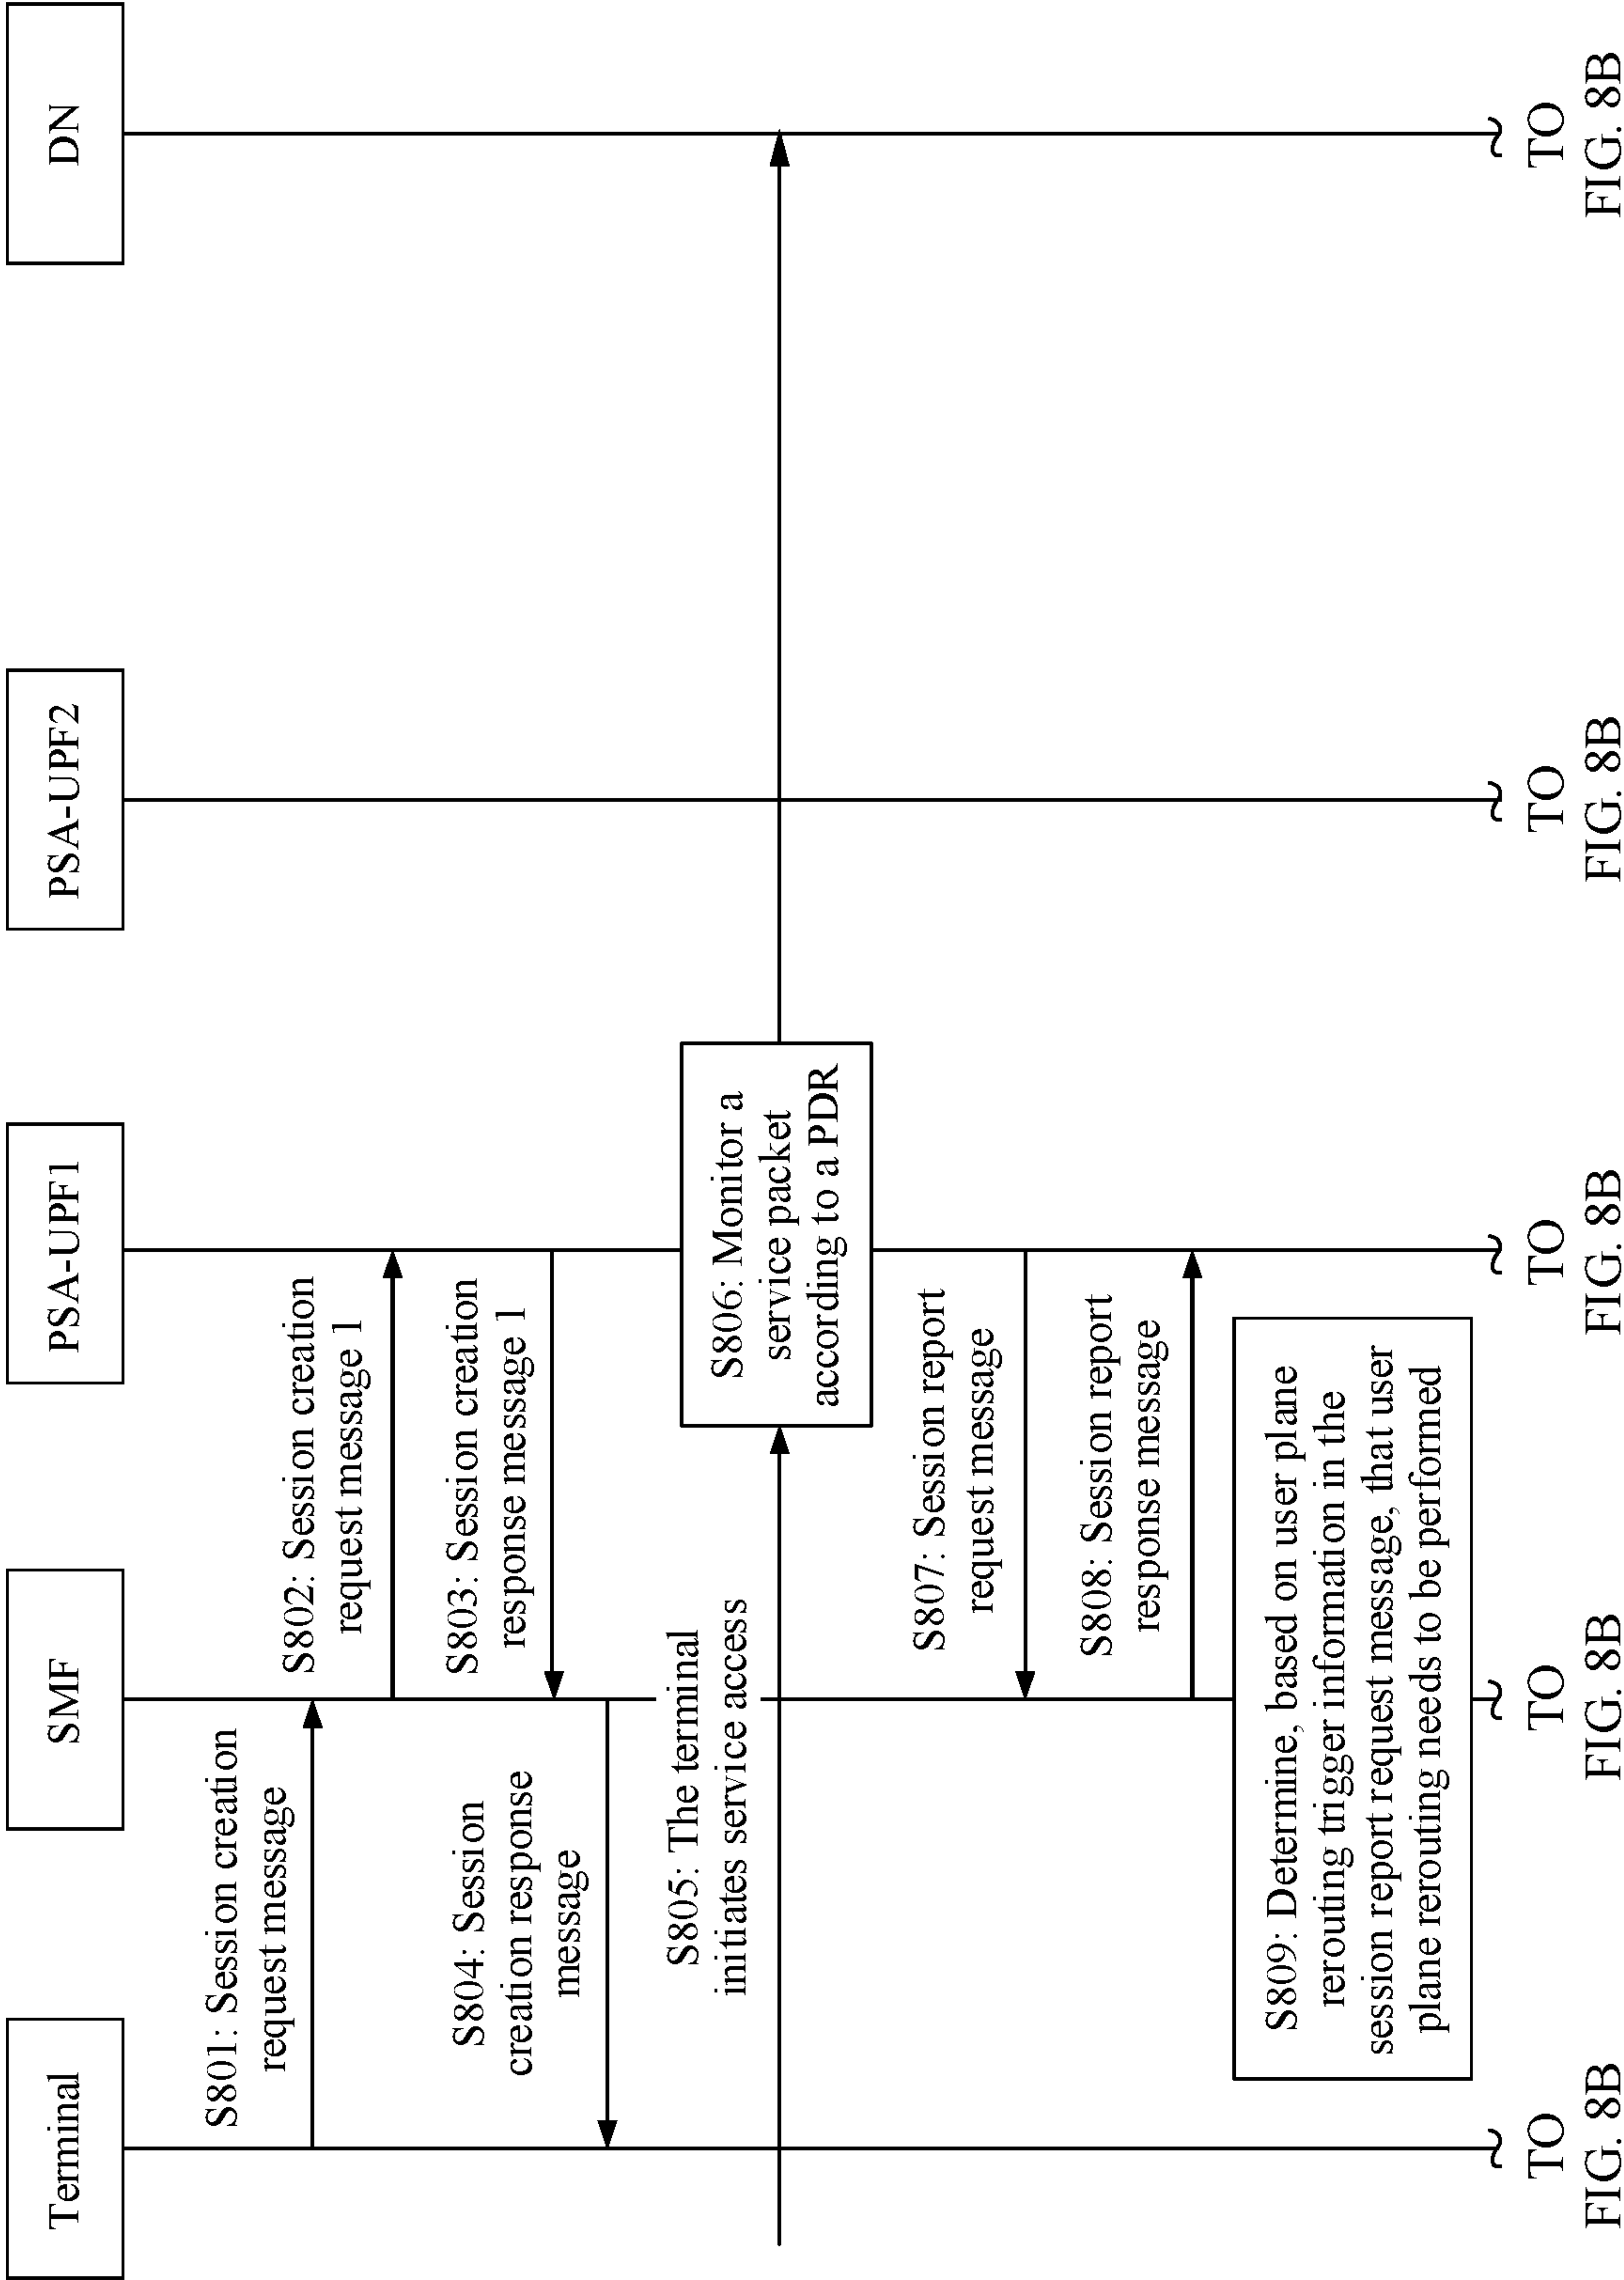 Terminal
SMF
PSA-UPF1
PSA-UPF2
DN
S801: Session creation
request message
S802: Session creation
request message 1
S803: Session creation
response message 1
S804: Session
creation response
message
S805: The terminal
initiates service access
S806: Monitor a
service packet
according to a PDR
S807: Session report
request message
S808: Session report
response message
S809: Determine, based on user plane
rerouting trigger information in the
session report request message, that user
plane rerouting needs to be performed
TO
FIG. 8B
TO
FIG. 8B
TO
FIG. 8B
TO
FIG. 8B
TO
FIG. 8B